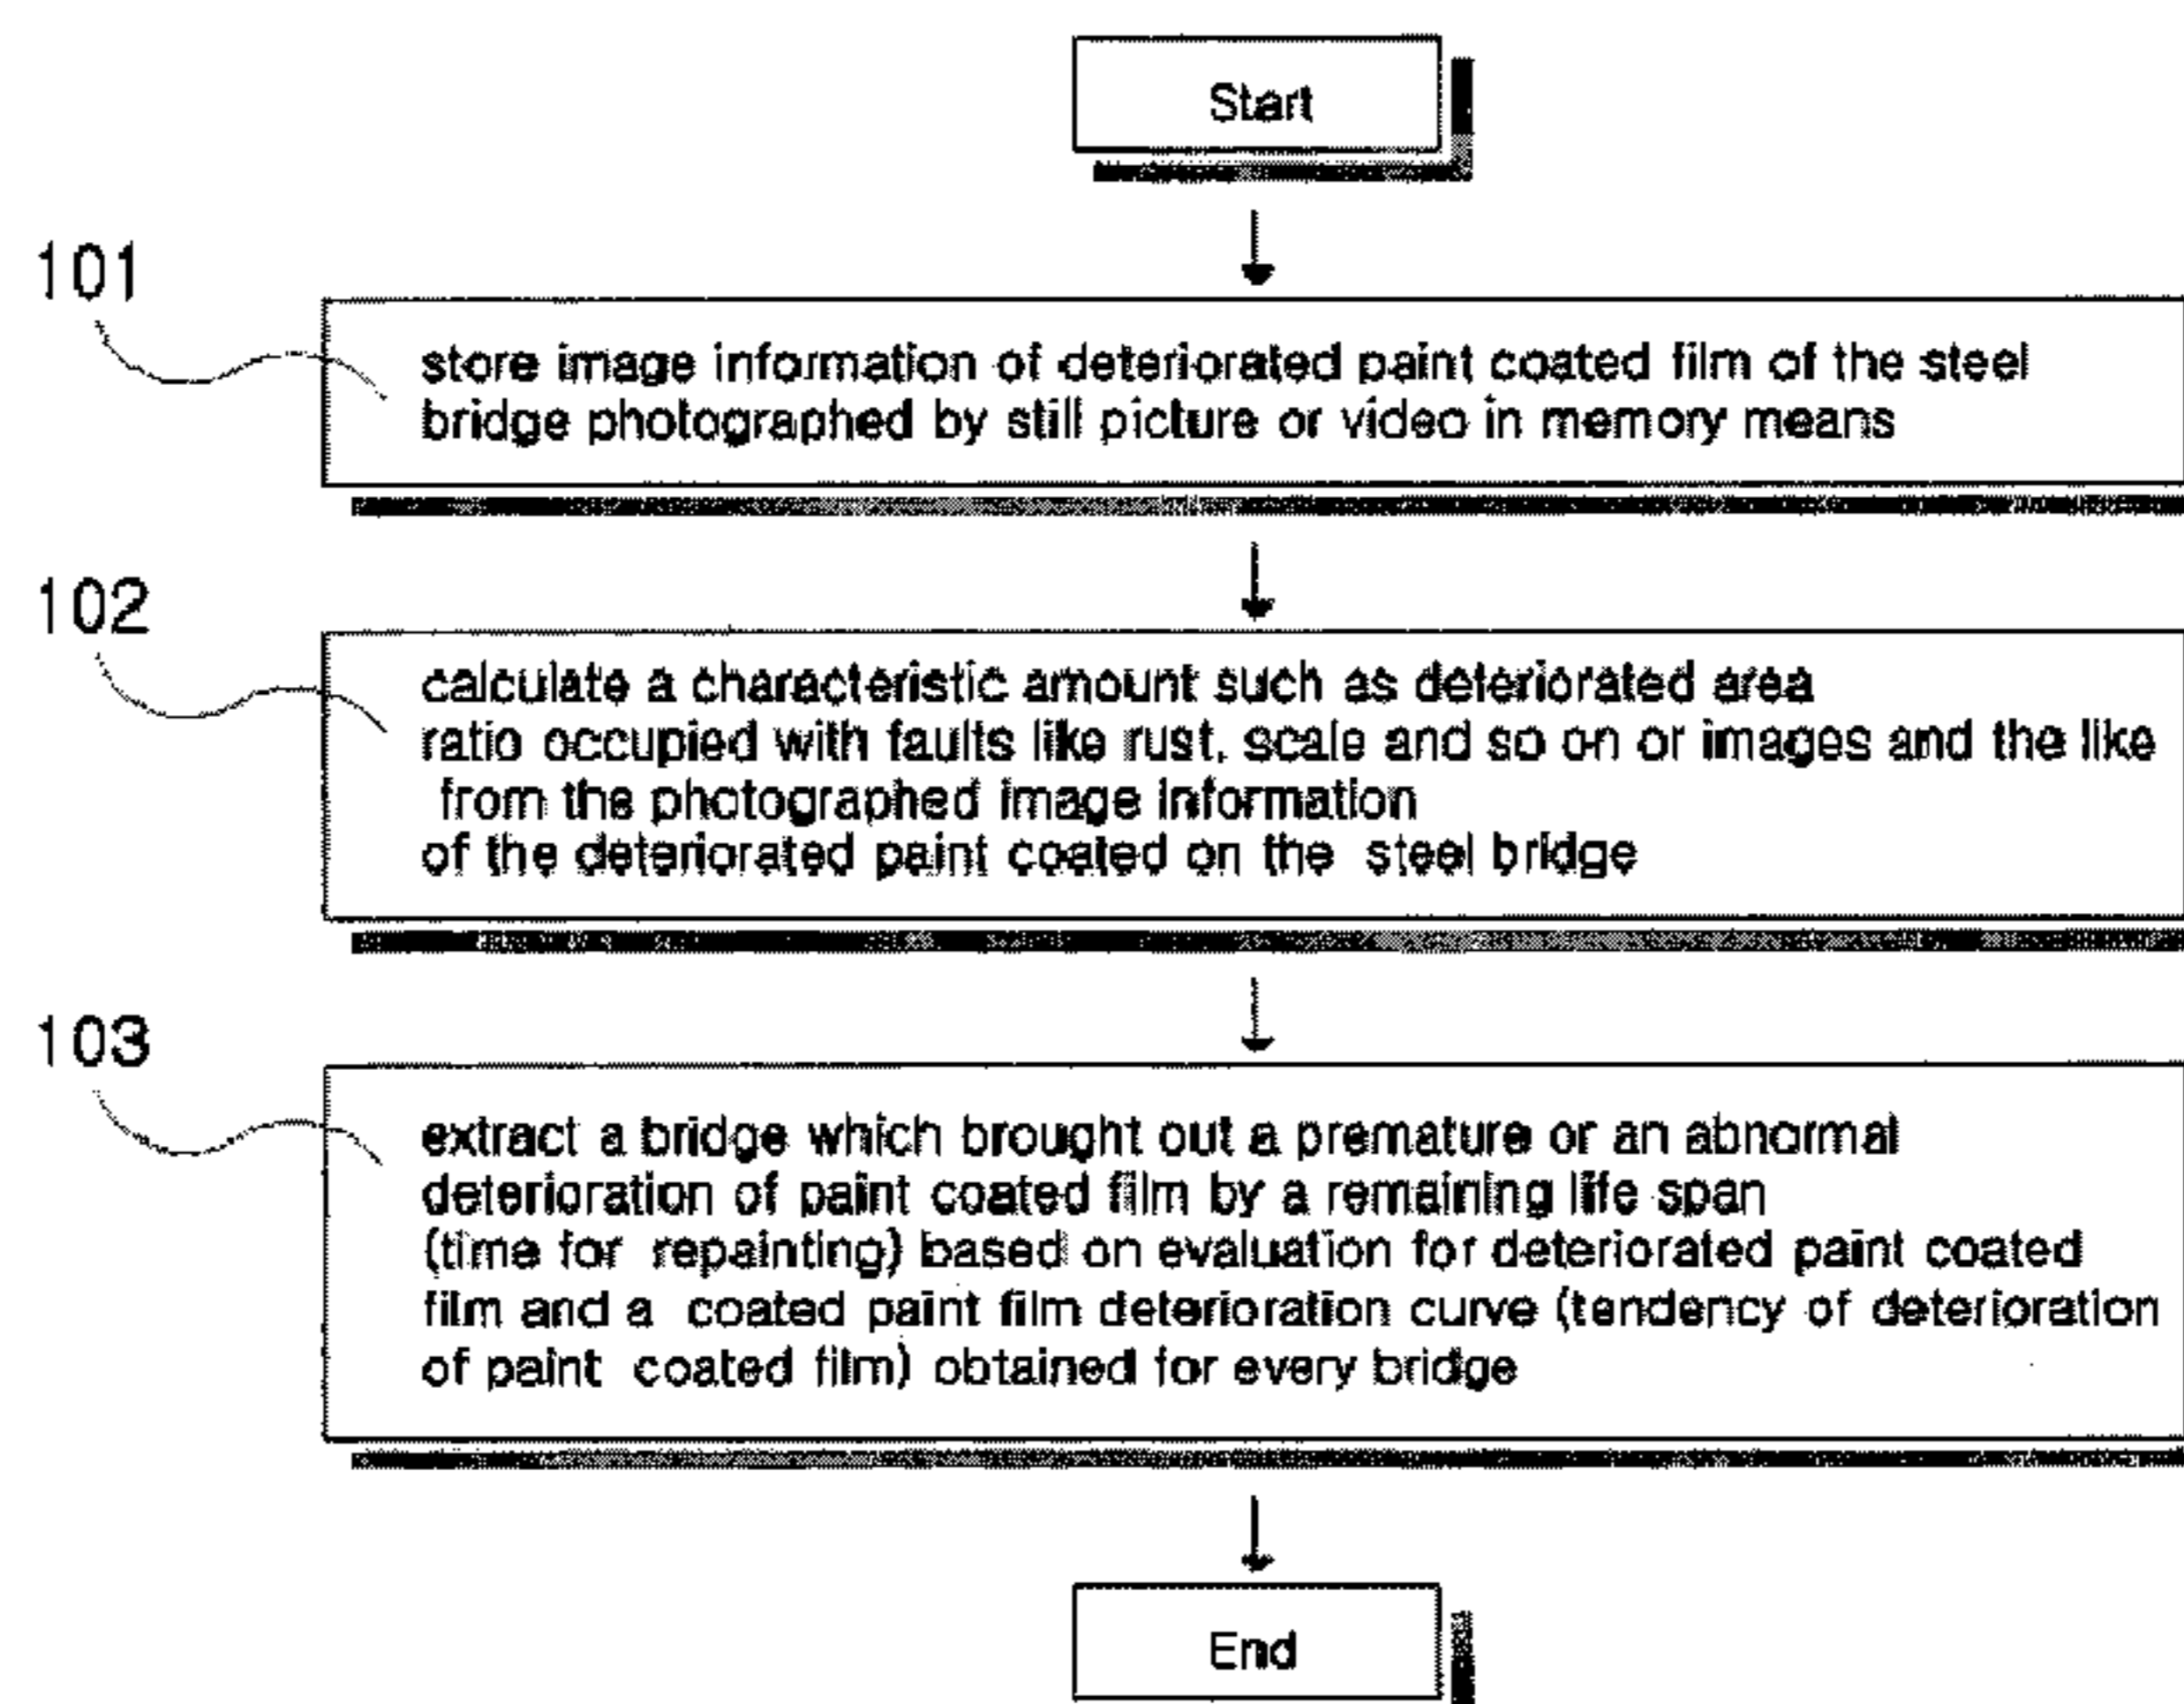 Start
101
store image information of deteriorated paint coated film of the steel
bridge photographed by still picture or video in memory means
102
calculate a characteristic amount such as deteriorated area
ratio occupied with faults like rust, scale and so on or images and the like
from the photographed image information
of the deteriorated paint coated on the steel bridge
103
extract a bridge which brought out a premature or an abnormal
deterioration of paint coated film by a remaining life span
(time for repainting) based on evaluation for deteriorated paint coated
film and a coated paint film deterioration curve (tendency of deterioration
of paint coated film) obtained for every bridge
End